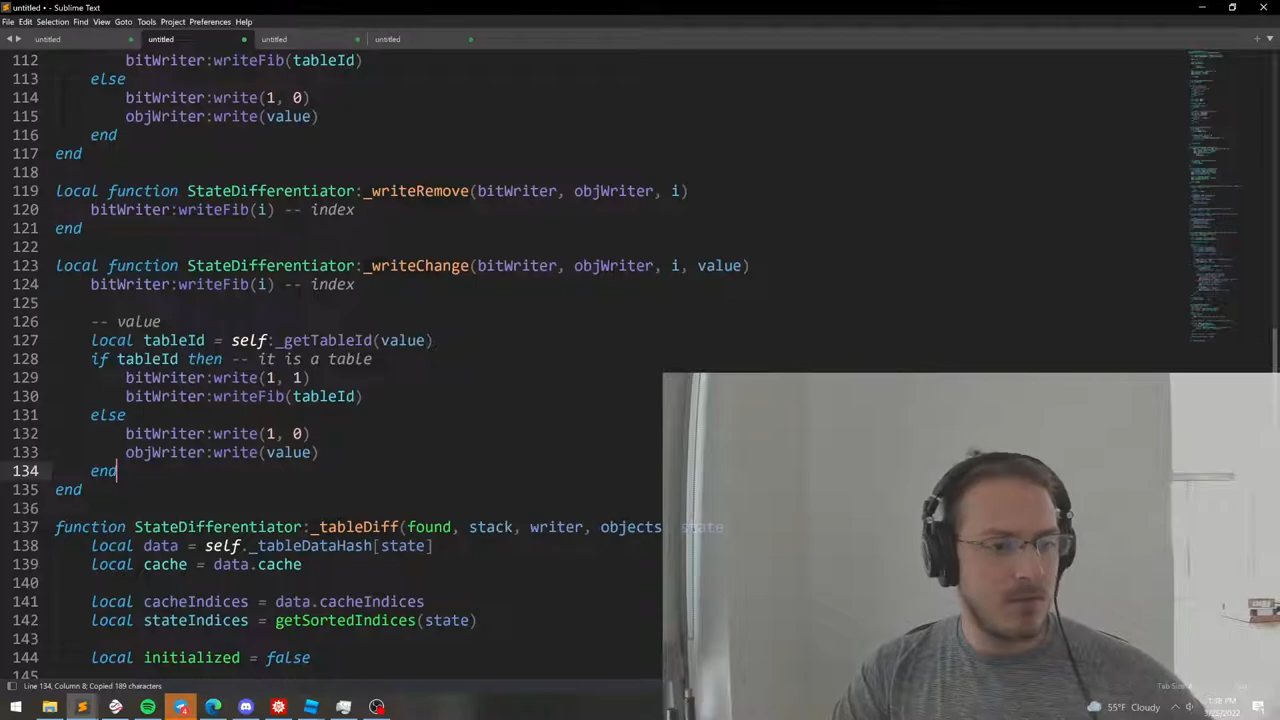 untitled • - Sublime Text
File Edit Selection Find View Goto Tools Project Preferences Help
untitled untitled untitled untitled
112 bitWriter:writeFib(tableId)
113 else
114 bitWriter:write(1, 0)
115 objWriter:write(value)
116 end
117 end
118
119 local function StateDifferentiator:_writeRemove(bitWriter, objWriter, i)
120 bitWriter:writeFib(i) -- index
121 end
122
123 local function StateDifferentiator:_writeChange(bitWriter, objWriter, i, value)
124 bitWriter:writeFib(i) -- index
125
126 -- value
127 local tableId = self:_getTableId(value)
128 if tableId then -- it is a table
129 bitWriter:write(1, 1)
130 bitWriter:writeFib(tableId)
131 else
132 bitWriter:write(1, 0)
133 objWriter:write(value)
134 end
135 end
136
137 function StateDifferentiator:_tableDiff(found, stack, writer, objects, state
138 local data = self._tableDataHash[state]
139 local cache = data.cache
140
141 local cacheIndices = data.cacheIndices
142 local stateIndices = getSortedIndices(state)
143
144 local initialized = false
145
Line 134, Column 8; Copied 189 characters
55°F Cloudy